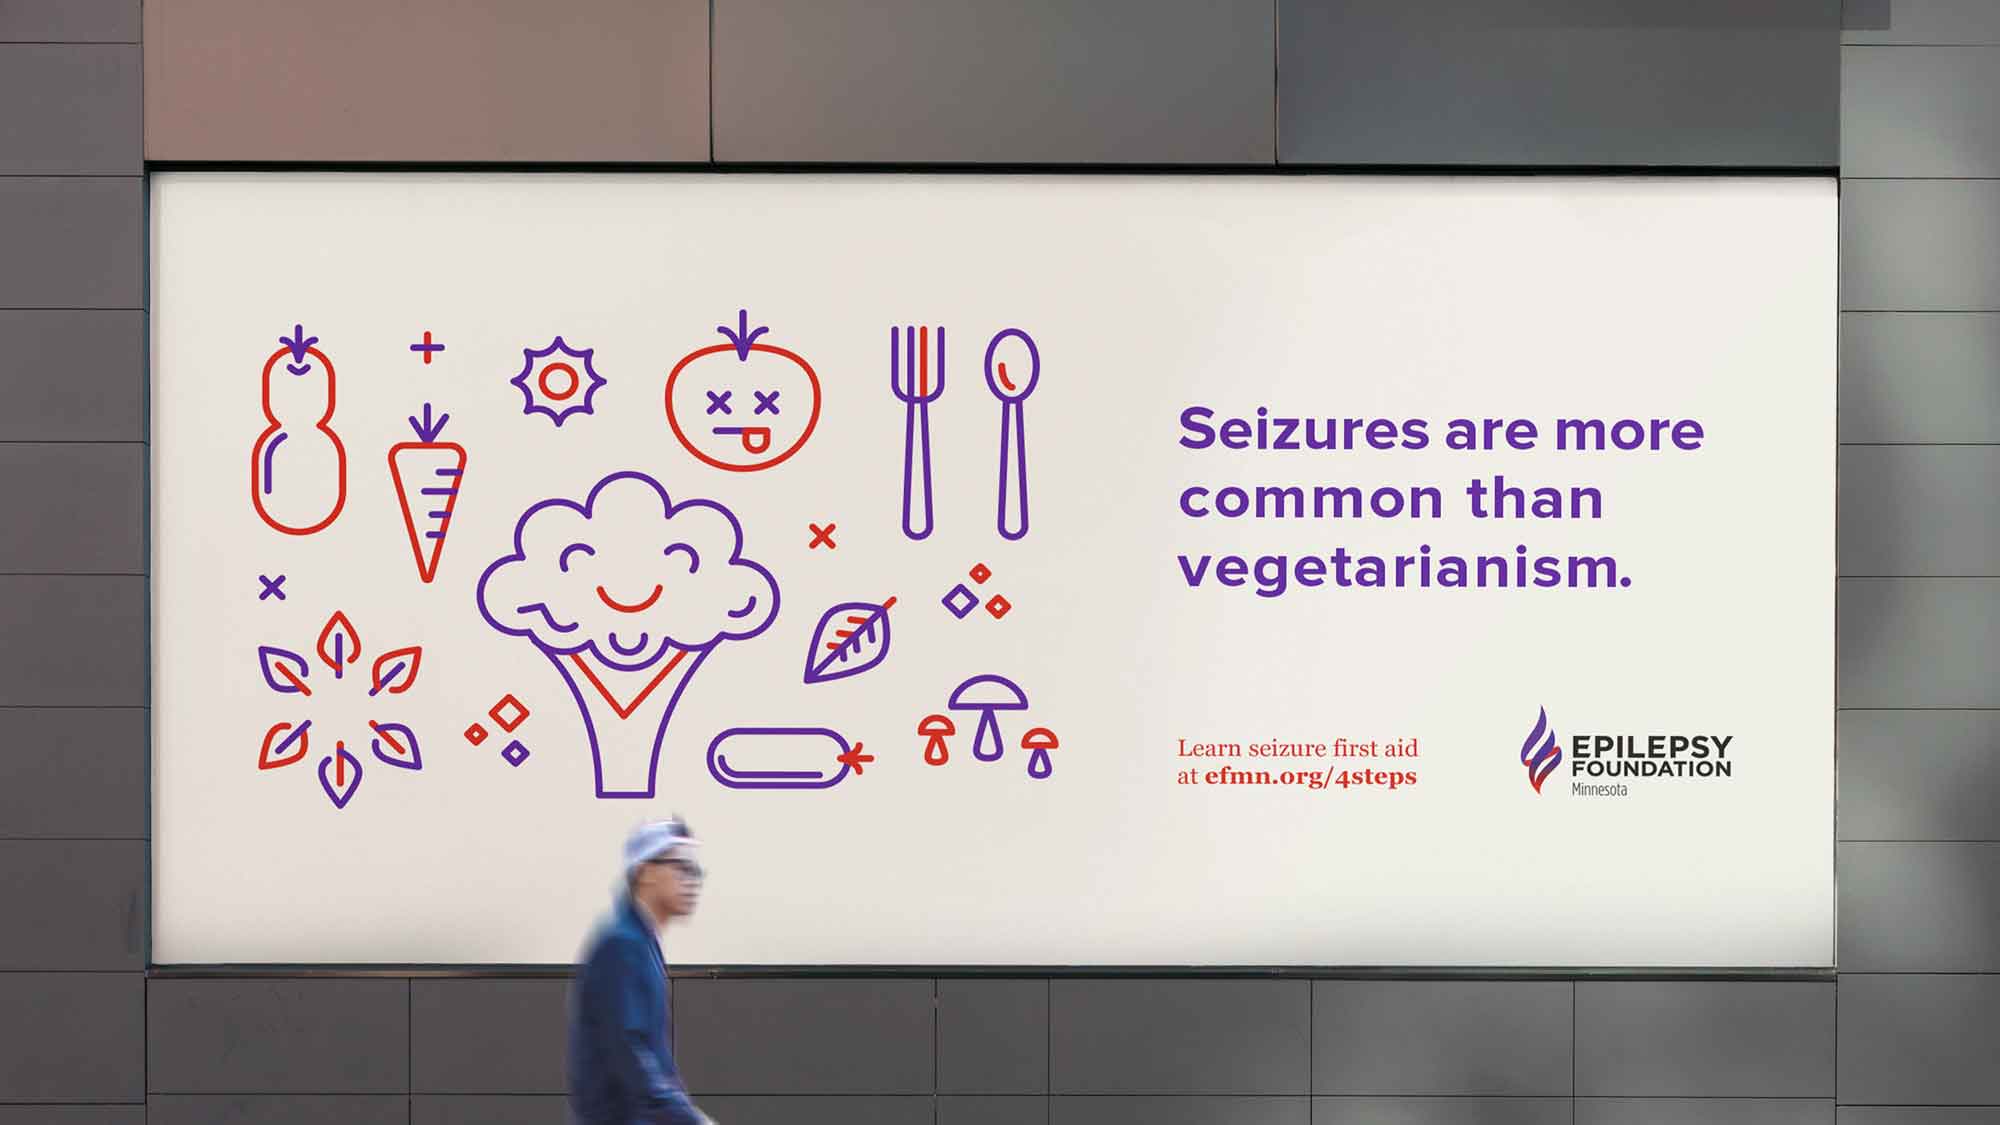 Seizures are more
common than
vegetarianism.
Learn seizure first aid
at efmn.org/4steps
EPILEPSY
FOUNDATION
Minnesota